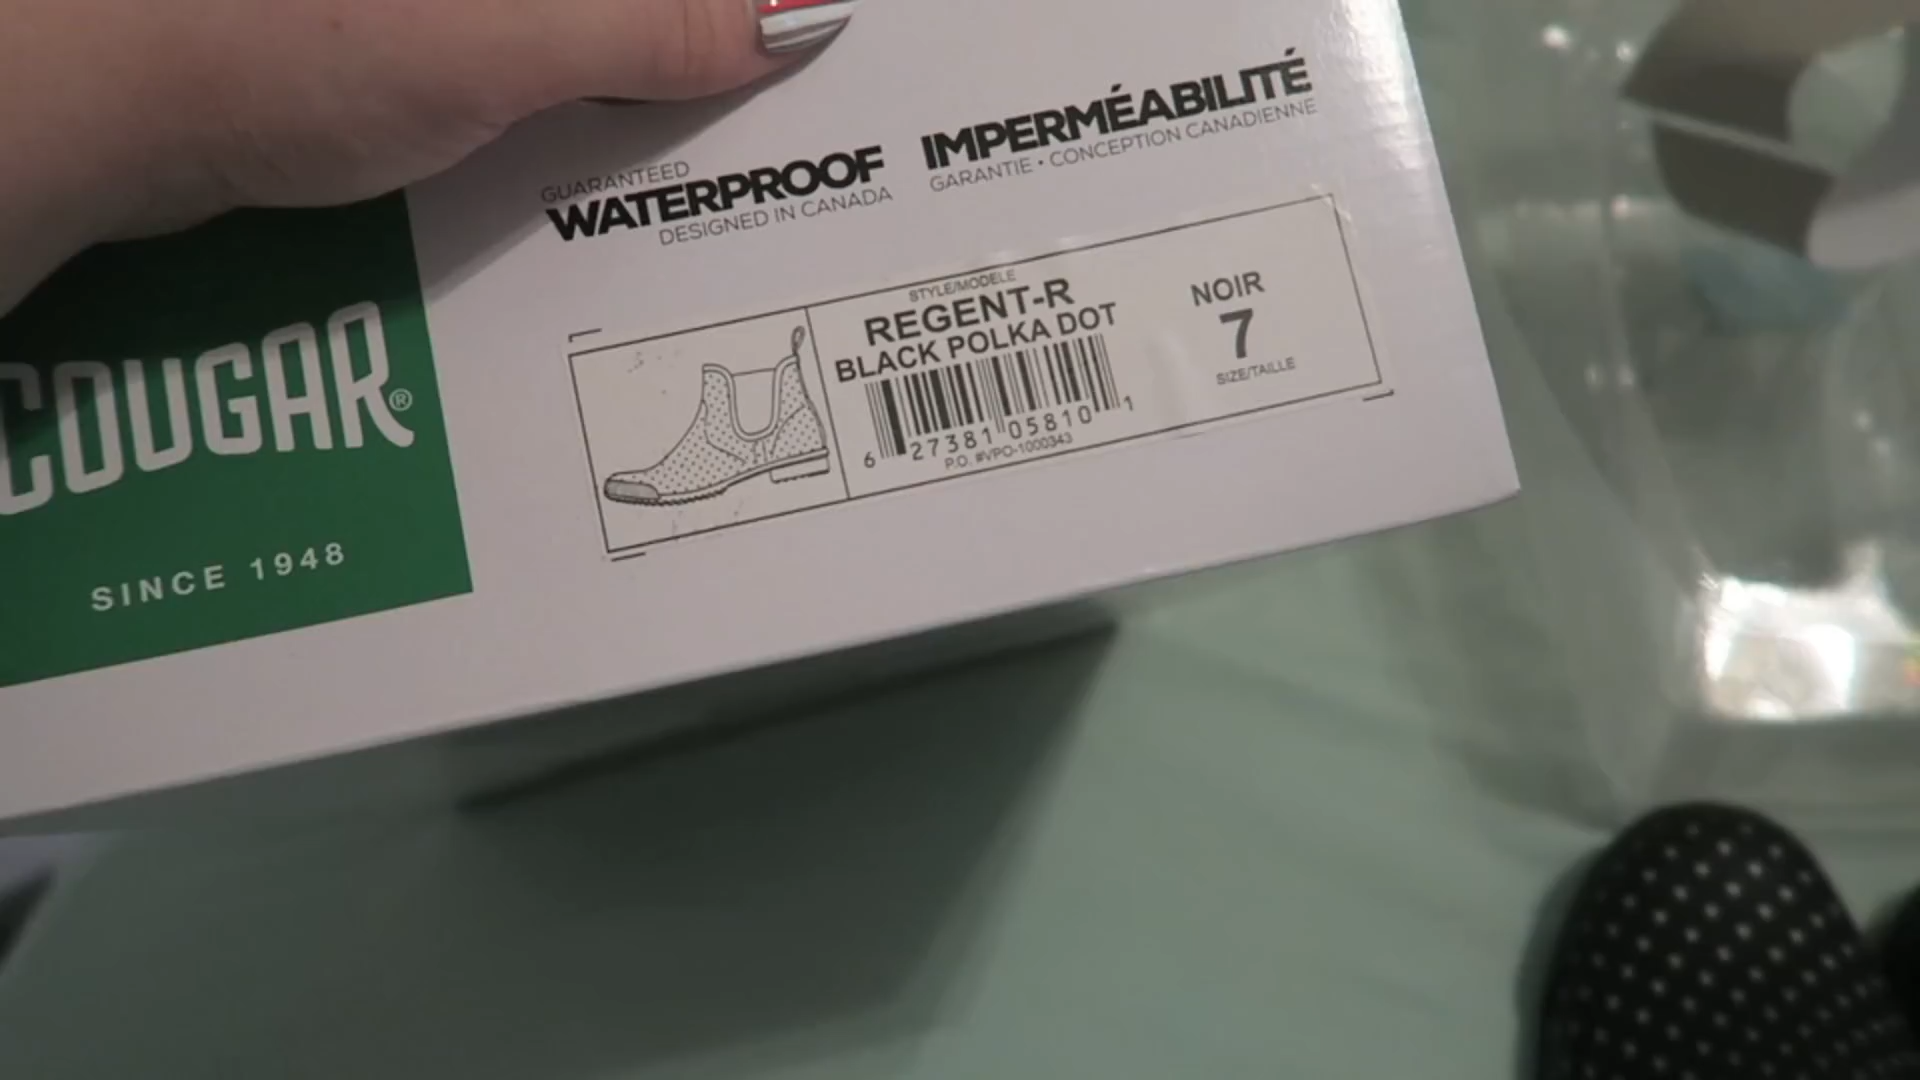 GUARANTEED
WATERPROOF
DESIGNED IN CANADA
IMPERMÉABILITÉ
GARANTIE • CONCEPTION CANADIENNE
COUGAR®
SINCE 1948
STYLE/MODELE
REGENT-R
BLACK POLKA DOT
6 27381 05810 1
P.O. #VPO-1000343
NOIR
7
SIZE/TAILLE